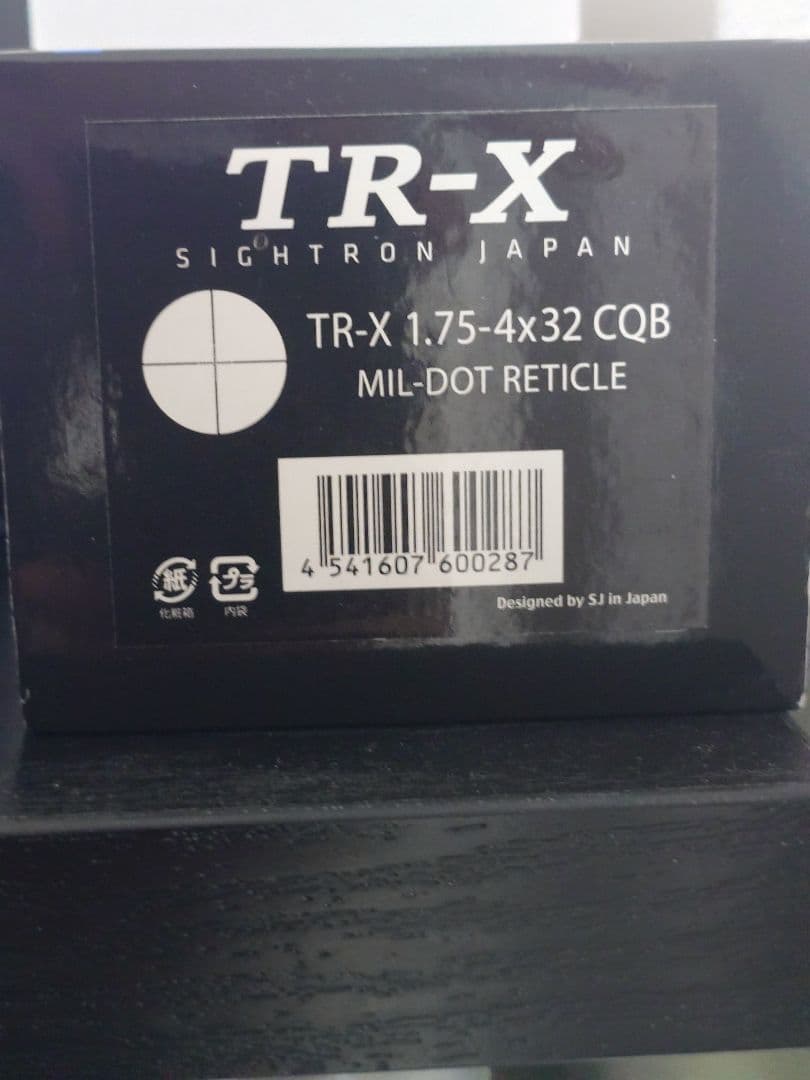 TR-X
SIGHTRON JAPAN
TR-X 1.75-4x32 CQB
MIL-DOT RETICLE
4 541607 600287
紙 プラ
化粧箱 内袋
Designed by SJ in Japan